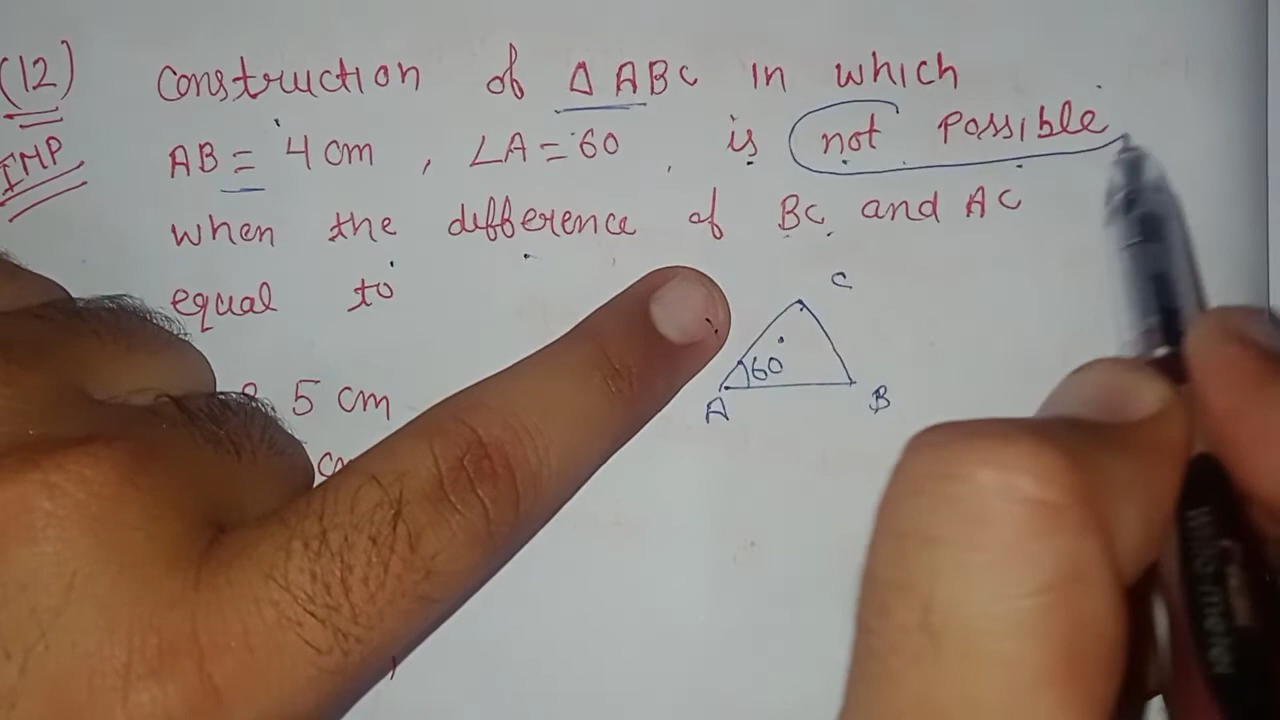 (12) Construction of Δ ABC in which
IMP AB = 4 cm , ∠A = 60 , is not possible
when the difference of BC and AC
equal to
C
60°
A B
5 cm